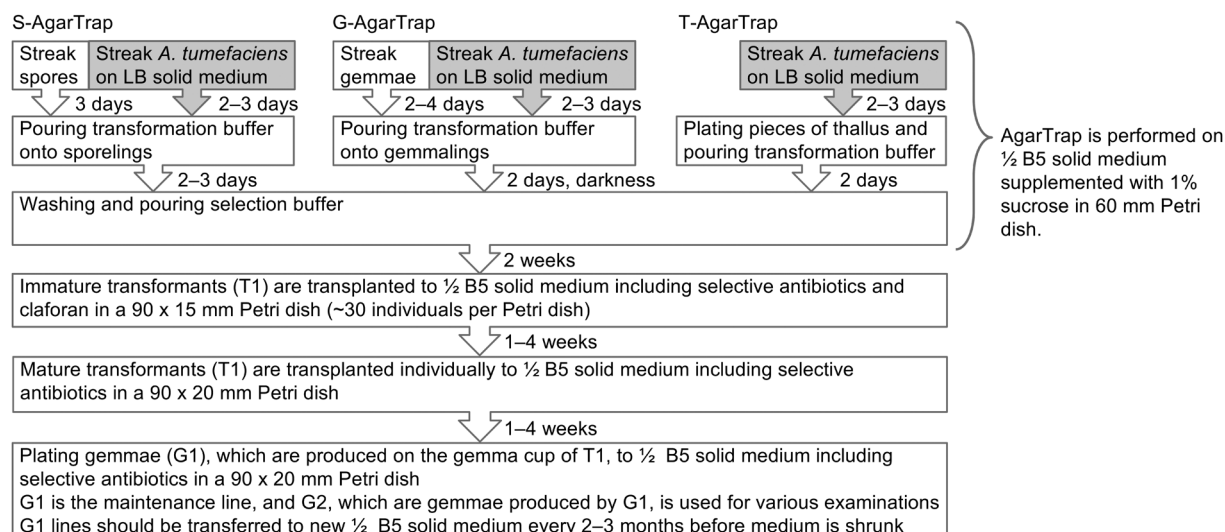 S-AgarTrap
G-AgarTrap
T-AgarTrap
Streak
spores
Streak A. tumefaciens
on LB solid medium
Streak
gemmae
Streak A. tumefaciens
on LB solid medium
Streak A. tumefaciens
on LB solid medium
3 days
2–3 days
2–4 days
2–3 days
2–3 days
Pouring transformation buffer
onto sporelings
Pouring transformation buffer
onto gemmalings
Plating pieces of thallus and
pouring transformation buffer
AgarTrap is performed on
½ B5 solid medium
supplemented with 1%
sucrose in 60 mm Petri
dish.
2–3 days
2 days, darkness
2 days
Washing and pouring selection buffer
2 weeks
Immature transformants (T1) are transplanted to ½ B5 solid medium including selective antibiotics and
claforan in a 90 x 15 mm Petri dish (~30 individuals per Petri dish)
1–4 weeks
Mature transformants (T1) are transplanted individually to ½ B5 solid medium including selective
antibiotics in a 90 x 20 mm Petri dish
1–4 weeks
Plating gemmae (G1), which are produced on the gemma cup of T1, to ½ B5 solid medium including
selective antibiotics in a 90 x 20 mm Petri dish
G1 is the maintenance line, and G2, which are gemmae produced by G1, is used for various examinations
G1 lines should be transferred to new ½ B5 solid medium every 2–3 months before medium is shrunk